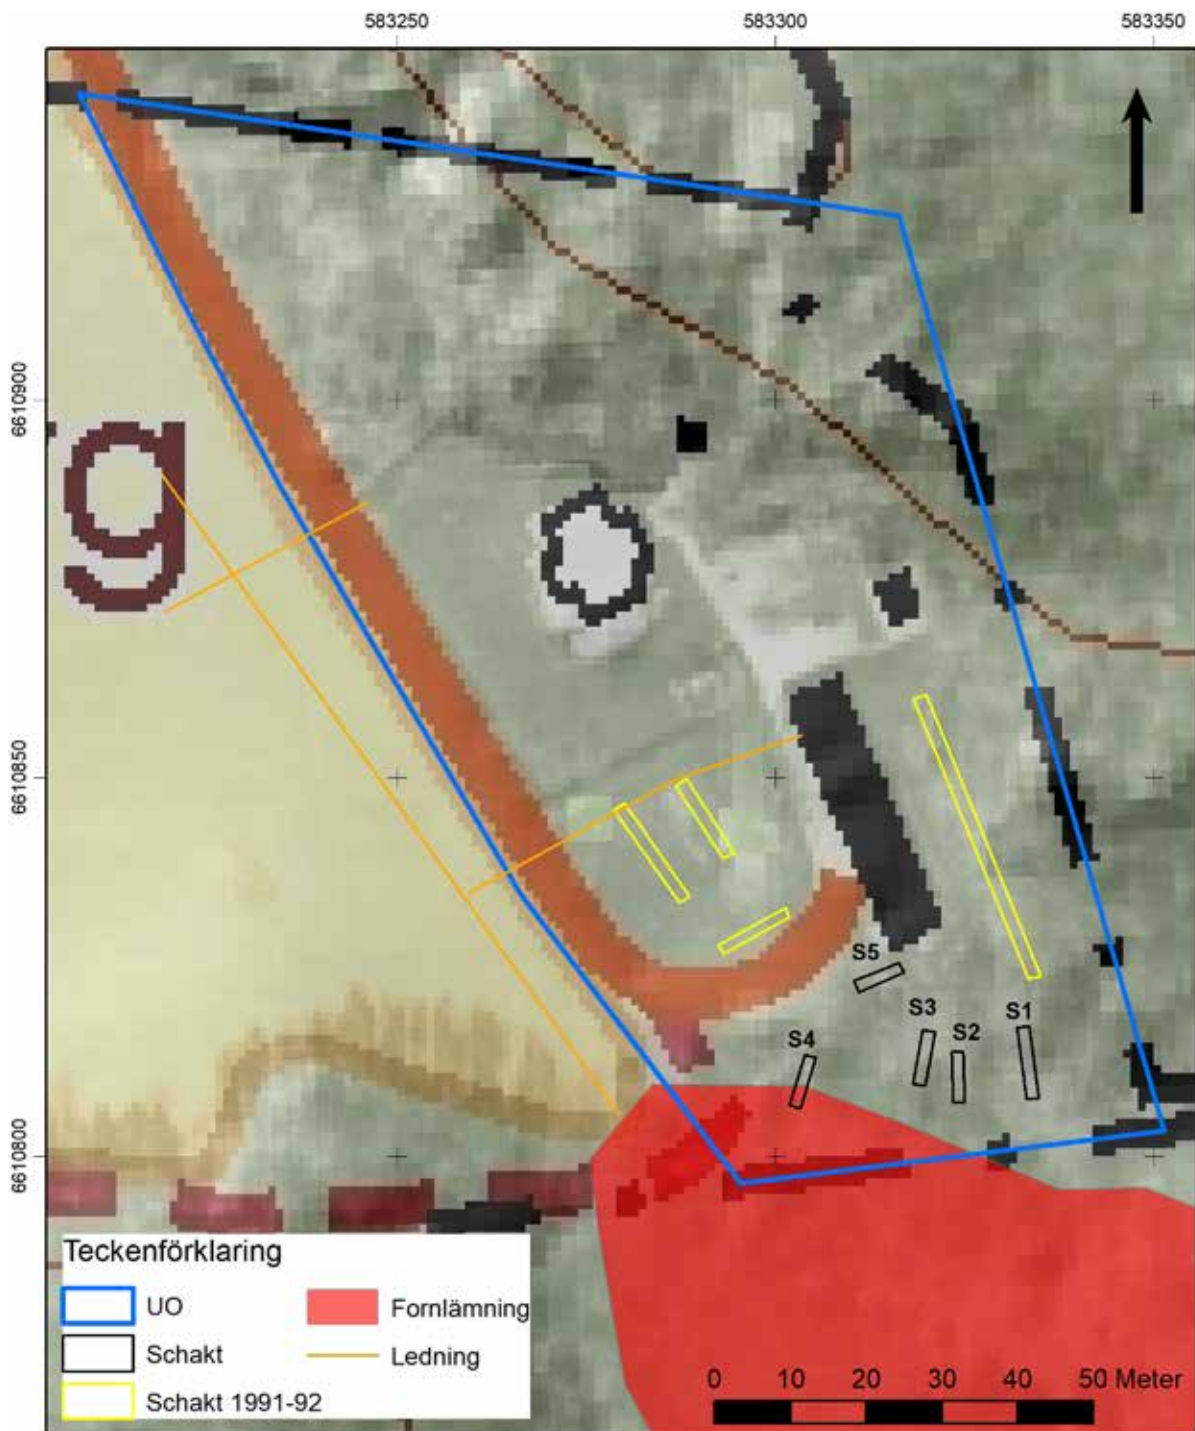 583250
583300
583350
6610900
g
6610850
S5
S3
S2
S1
S4
6610800
Teckenförklaring
UO
Fornlämning
Schakt
Ledning
Schakt 1991-92
0 10 20 30 40 50 Meter